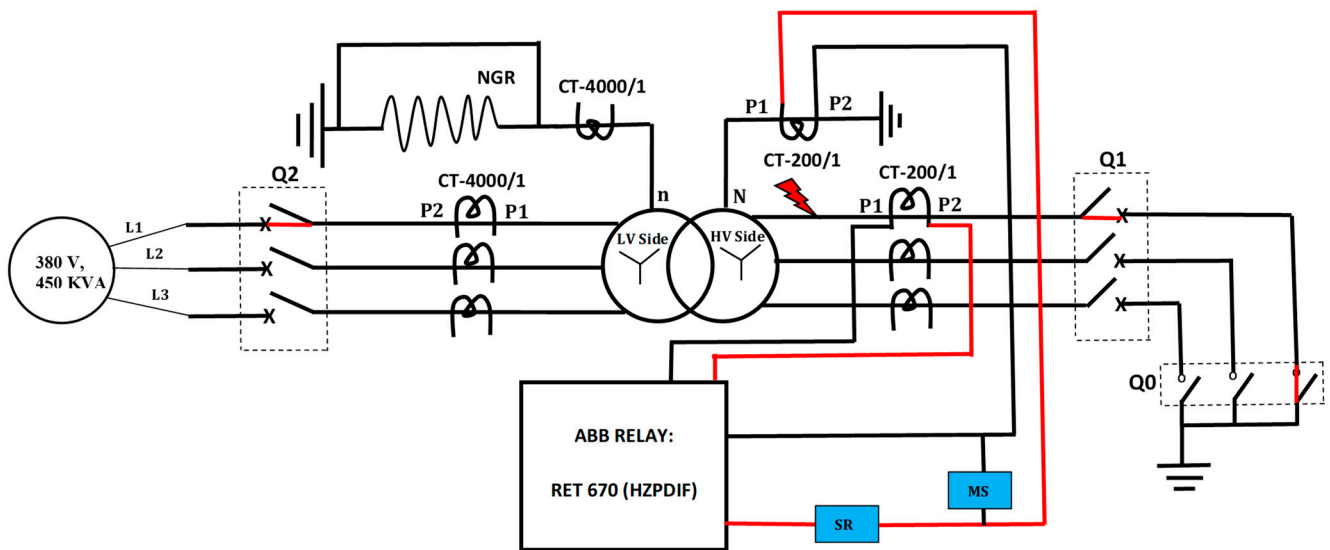 NGR
CT-4000/1
P1
P2
CT-200/1
Q2
CT-4000/1
P2
P1
n
N
CT-200/1
P1
P2
Q1
L1
L2
L3
380 V,
450 KVA
LV Side
HV Side
X
X
X
X
X
X
Q0
ABB RELAY:
RET 670 (HZPDIF)
MS
SR